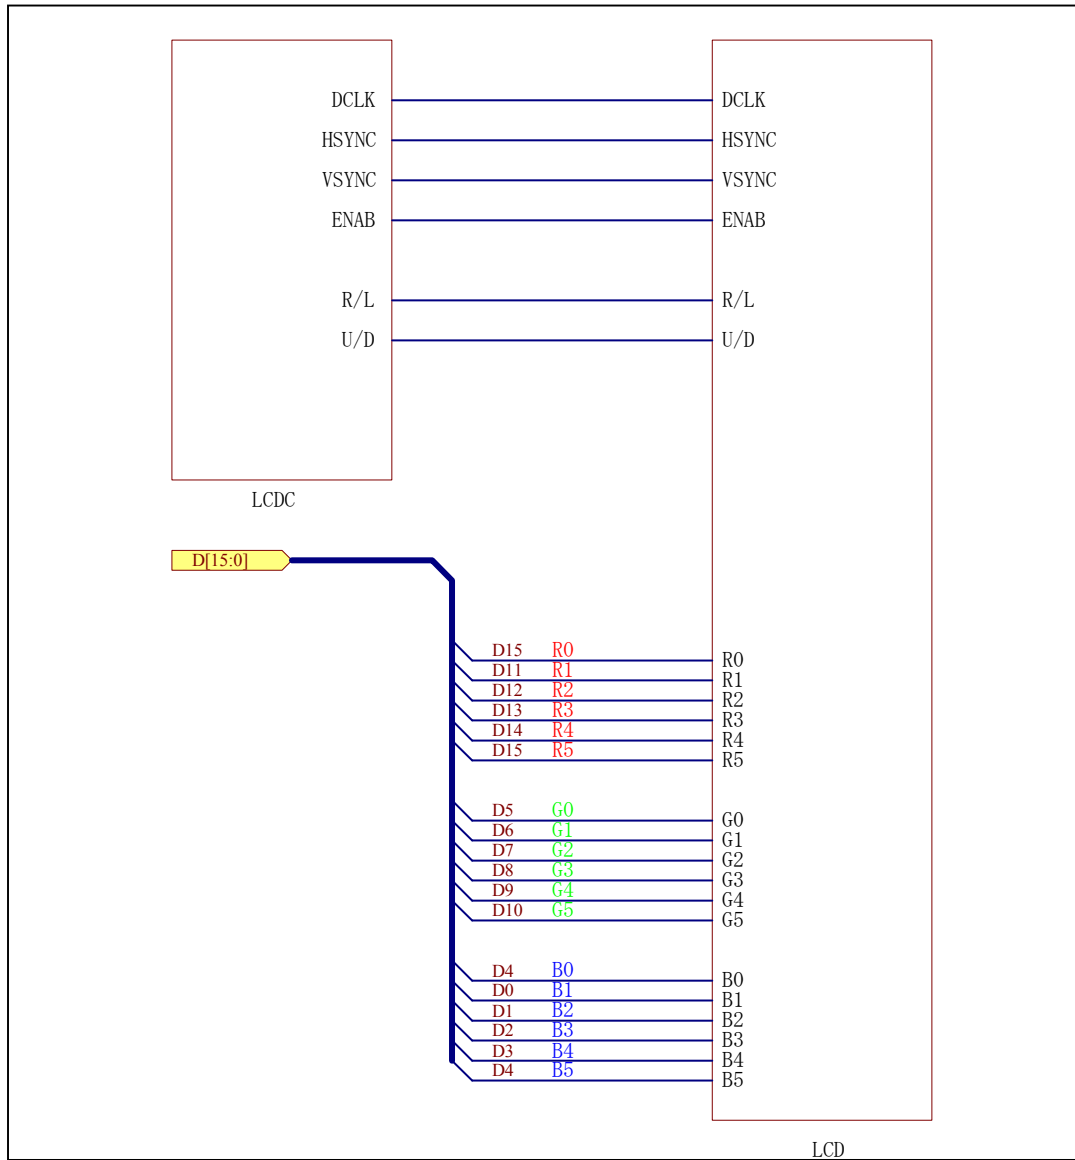 DCLK DCLK
HSYNC HSYNC
VSYNC VSYNC
ENAB ENAB
R/L R/L
U/D U/D
LCDC
D[15:0]
D15 R0 R0
D11 R1 R1
D12 R2 R2
D13 R3 R3
D14 R4 R4
D15 R5 R5
D5 G0 G0
D6 G1 G1
D7 G2 G2
D8 G3 G3
D9 G4 G4
D10 G5 G5
D4 B0 B0
D0 B1 B1
D1 B2 B2
D2 B3 B3
D3 B4 B4
D4 B5 B5
LCD